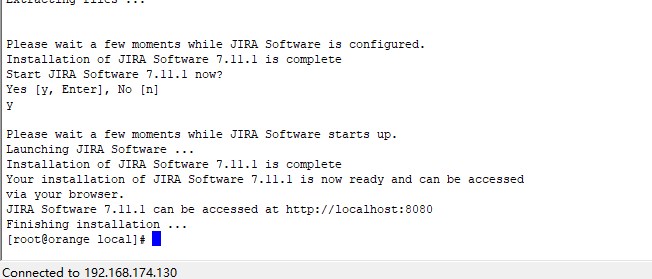 Extracting files ...
Please wait a few moments while JIRA Software is configured.
Installation of JIRA Software 7.11.1 is complete
Start JIRA Software 7.11.1 now?
Yes [y, Enter], No [n]
y
Please wait a few moments while JIRA Software starts up.
Launching JIRA Software ...
Installation of JIRA Software 7.11.1 is complete
Your installation of JIRA Software 7.11.1 is now ready and can be accessed
via your browser.
JIRA Software 7.11.1 can be accessed at http://localhost:8080
Finishing installation ...
[root@orange local]#
Connected to 192.168.174.130